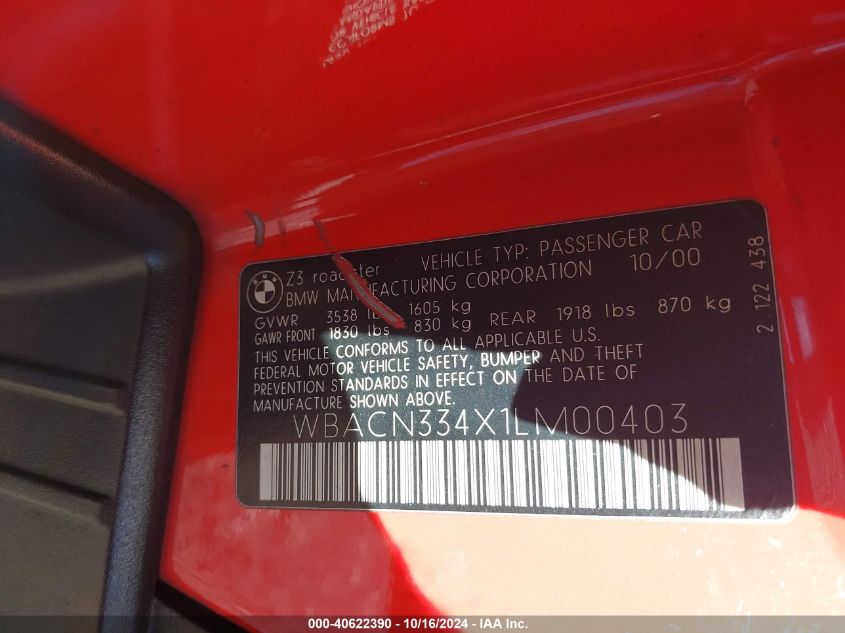 BMW
Z3 roadster VEHICLE TYP: PASSENGER CAR
BMW MANUFACTURING CORPORATION 10/00
GVWR 3538 lbs 1605 kg
GAWR FRONT 1830 lbs 830 kg REAR 1918 lbs 870 kg
THIS VEHICLE CONFORMS TO ALL APPLICABLE U.S.
FEDERAL MOTOR VEHICLE SAFETY, BUMPER AND THEFT
PREVENTION STANDARDS IN EFFECT ON THE DATE OF
MANUFACTURE SHOWN ABOVE.
WBACN334X1LM00403
2 122 438
000-40622390 - 10/16/2024 - IAA Inc.